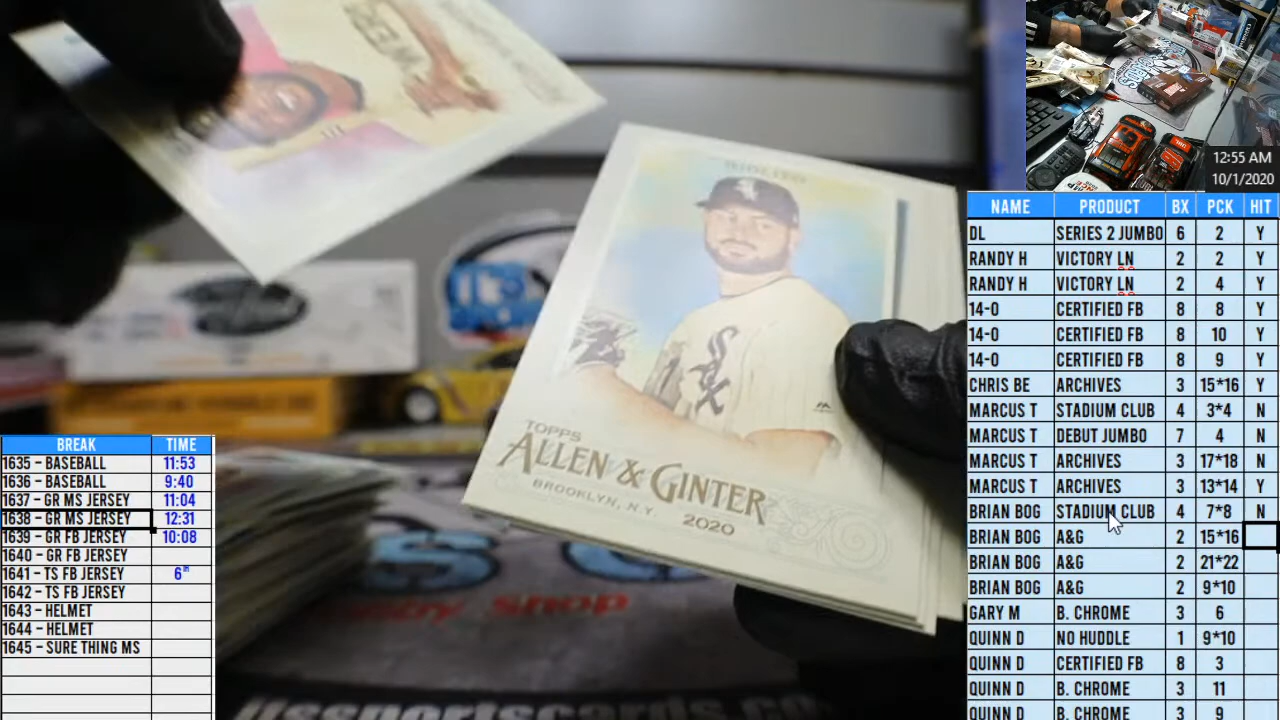 12:55 AM
10/1/2020
NAME PRODUCT BX PCK HIT
DL SERIES 2 JUMBO 6 2 Y
RANDY H VICTORY LN 2 2 Y
RANDY H VICTORY LN 2 4 Y
14-0 CERTIFIED FB 8 8 Y
14-0 CERTIFIED FB 8 10 Y
14-0 CERTIFIED FB 8 9 Y
CHRIS BE ARCHIVES 3 15*16 Y
MARCUS T STADIUM CLUB 4 3*4 N
MARCUS T DEBUT JUMBO 7 4 N
MARCUS T ARCHIVES 3 17*18 N
MARCUS T ARCHIVES 3 13*14 Y
BRIAN BOG STADIUM CLUB 4 7*8 N
BRIAN BOG A&G 2 15*16
BRIAN BOG A&G 2 21*22
BRIAN BOG A&G 2 9*10
GARY M B. CHROME 3 6
QUINN D NO HUDDLE 1 9*10
QUINN D CERTIFIED FB 8 3
QUINN D B. CHROME 3 11
QUINN D B. CHROME 3 9
BREAK TIME
1635 - BASEBALL 11:53
1636 - BASEBALL 9:40
1637 - GR MS JERSEY 11:04
1638 - GR MS JERSEY 12:31
1639 - GR FB JERSEY 10:08
1640 - GR FB JERSEY
1641 - TS FB JERSEY 6TH
1642 - TS FB JERSEY
1643 - HELMET
1644 - HELMET
1645 - SURE THING MS
SOX
TOPPS
ALLEN & GINTER
BROOKLYN, N.Y. 2020